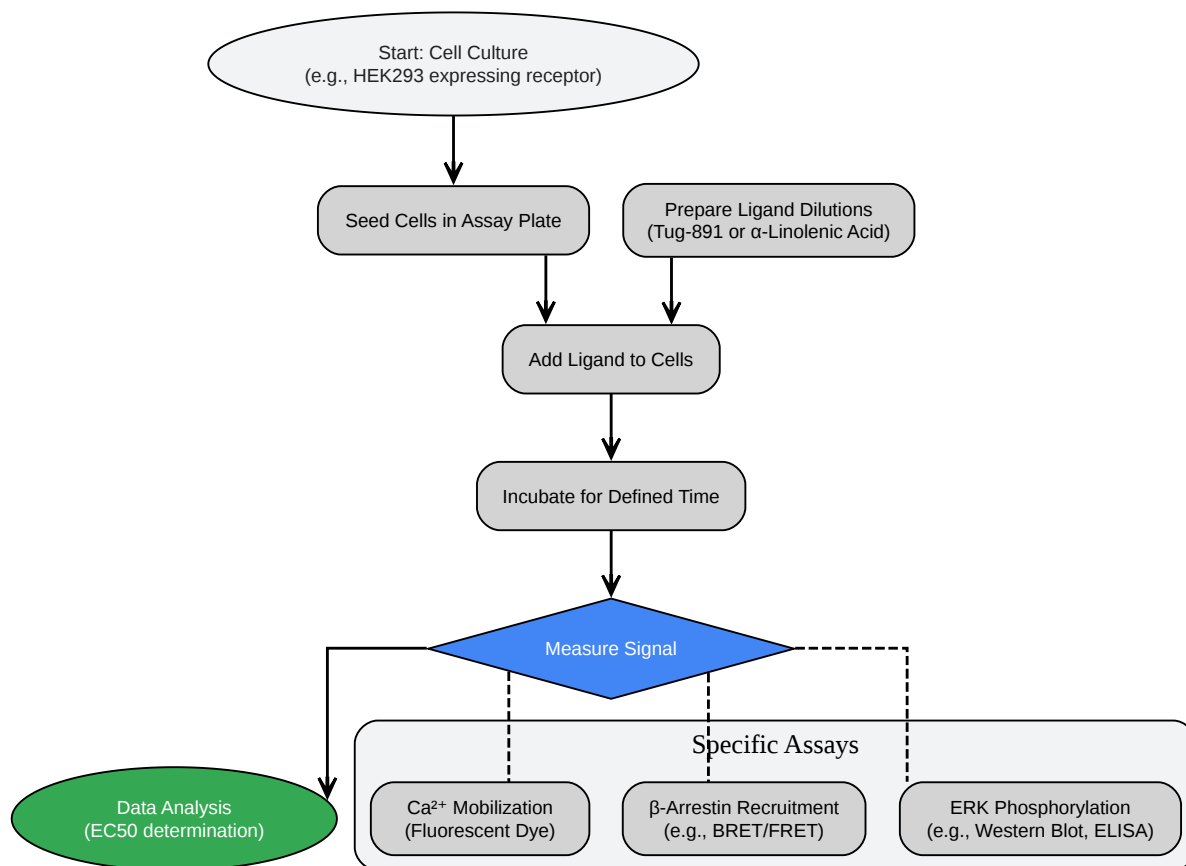 Start: Cell Culture
(e.g., HEK293 expressing receptor)
Seed Cells in Assay Plate
Prepare Ligand Dilutions
(Tug-891 or α-Linolenic Acid)
Add Ligand to Cells
Incubate for Defined Time
Measure Signal
Specific Assays
Data Analysis
(EC50 determination)
Ca²⁺ Mobilization
(Fluorescent Dye)
β-Arrestin Recruitment
(e.g., BRET/FRET)
ERK Phosphorylation
(e.g., Western Blot, ELISA)